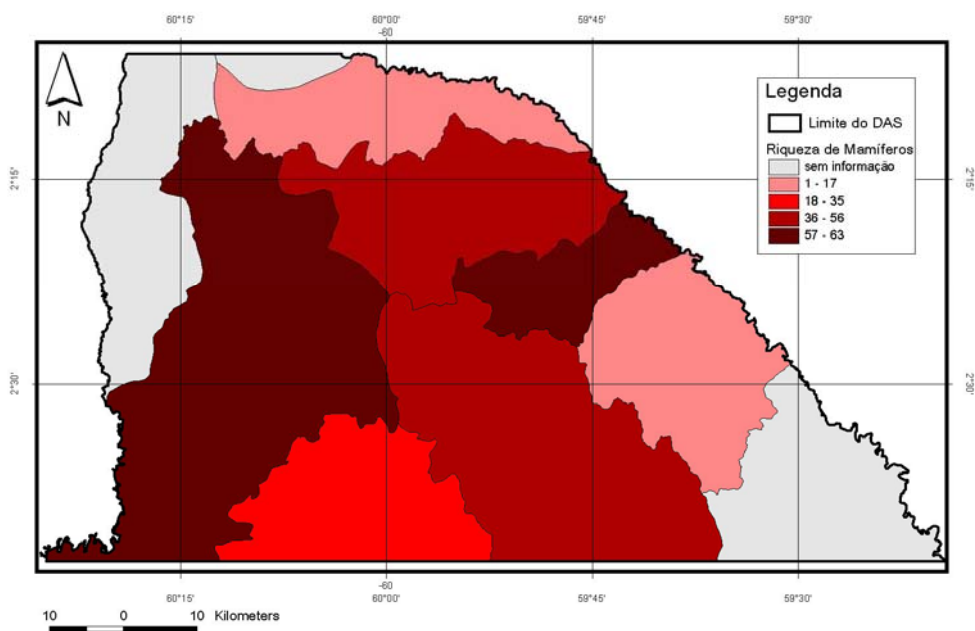 60°15' 60°00' 59°45' 59°30'
-60
N
Legenda
Limite do DAS
Riqueza de Mamíferos
sem informação
1 - 17
18 - 35
36 - 56
57 - 63
2°15' 2°15'
2°30' 2°30'
-60
60°15' 60°00' 59°45' 59°30'
10 0 10 Kilometers